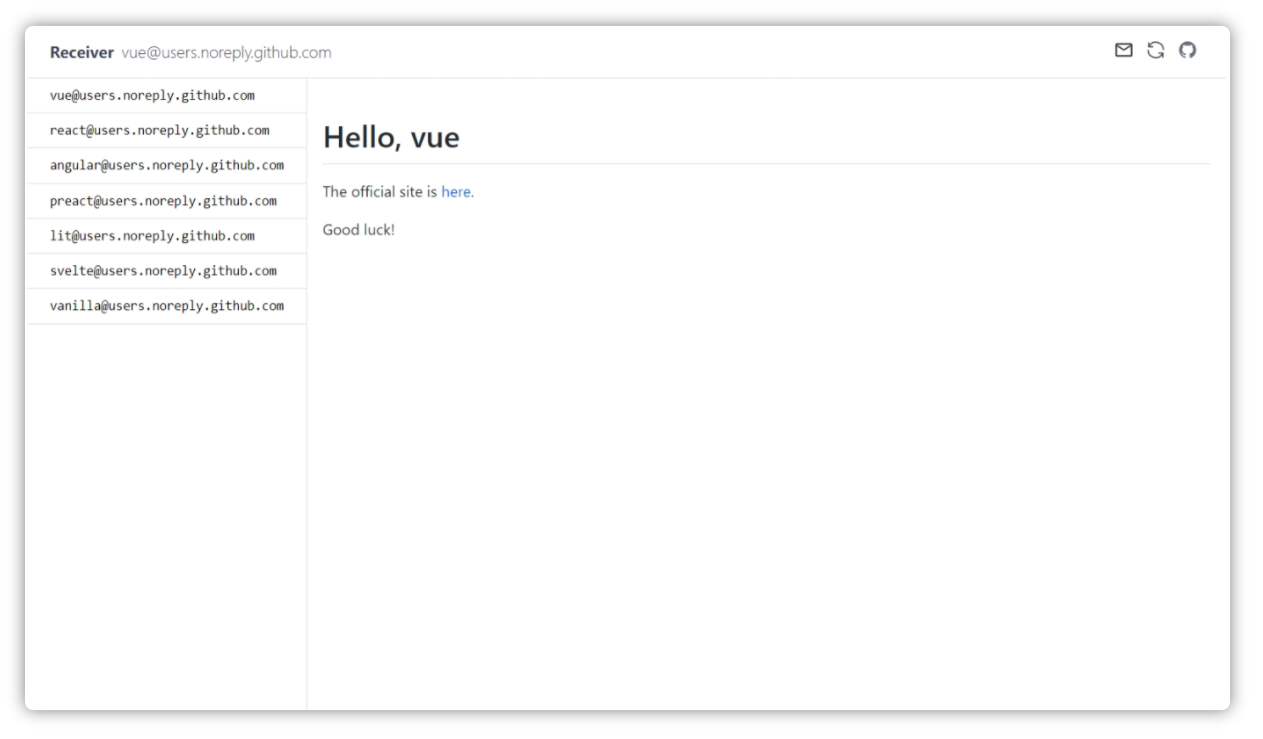 Receiver vue@users.noreply.github.com
vue@users.noreply.github.com
react@users.noreply.github.com
angular@users.noreply.github.com
preact@users.noreply.github.com
lit@users.noreply.github.com
svelte@users.noreply.github.com
vanilla@users.noreply.github.com
Hello, vue
The official site is here.
Good luck!